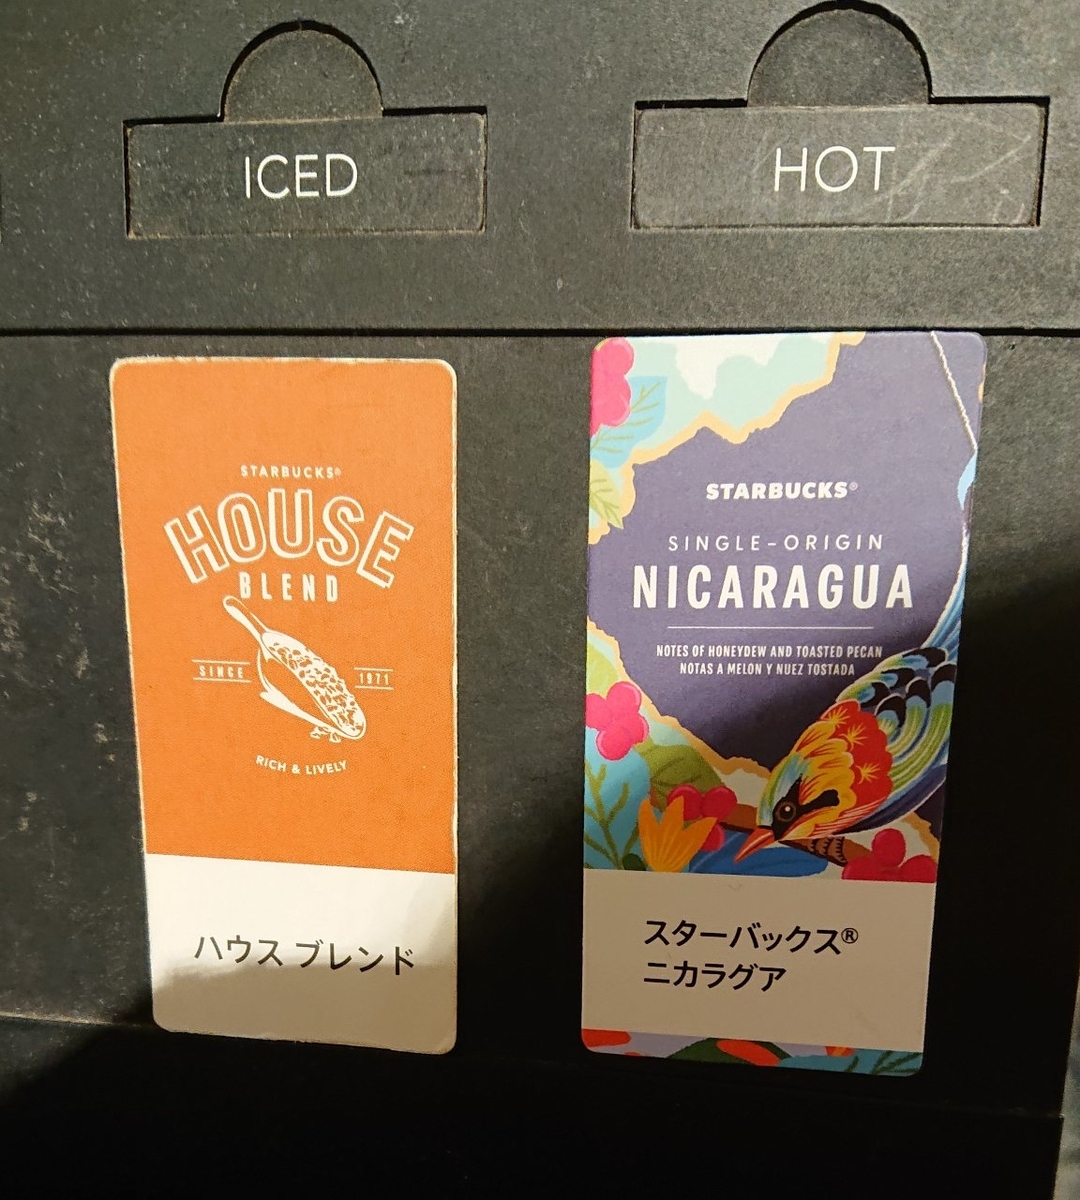 ICED
HOT
STARBUCKS®
HOUSE
BLEND
SINCE 1971
RICH & LIVELY
ハウス ブレンド
STARBUCKS®
SINGLE-ORIGIN
NICARAGUA
NOTES OF HONEYDEW AND TOASTED PECAN
NOTAS A MELON Y NUEZ TOSTADA
スターバックス®
ニカラグア